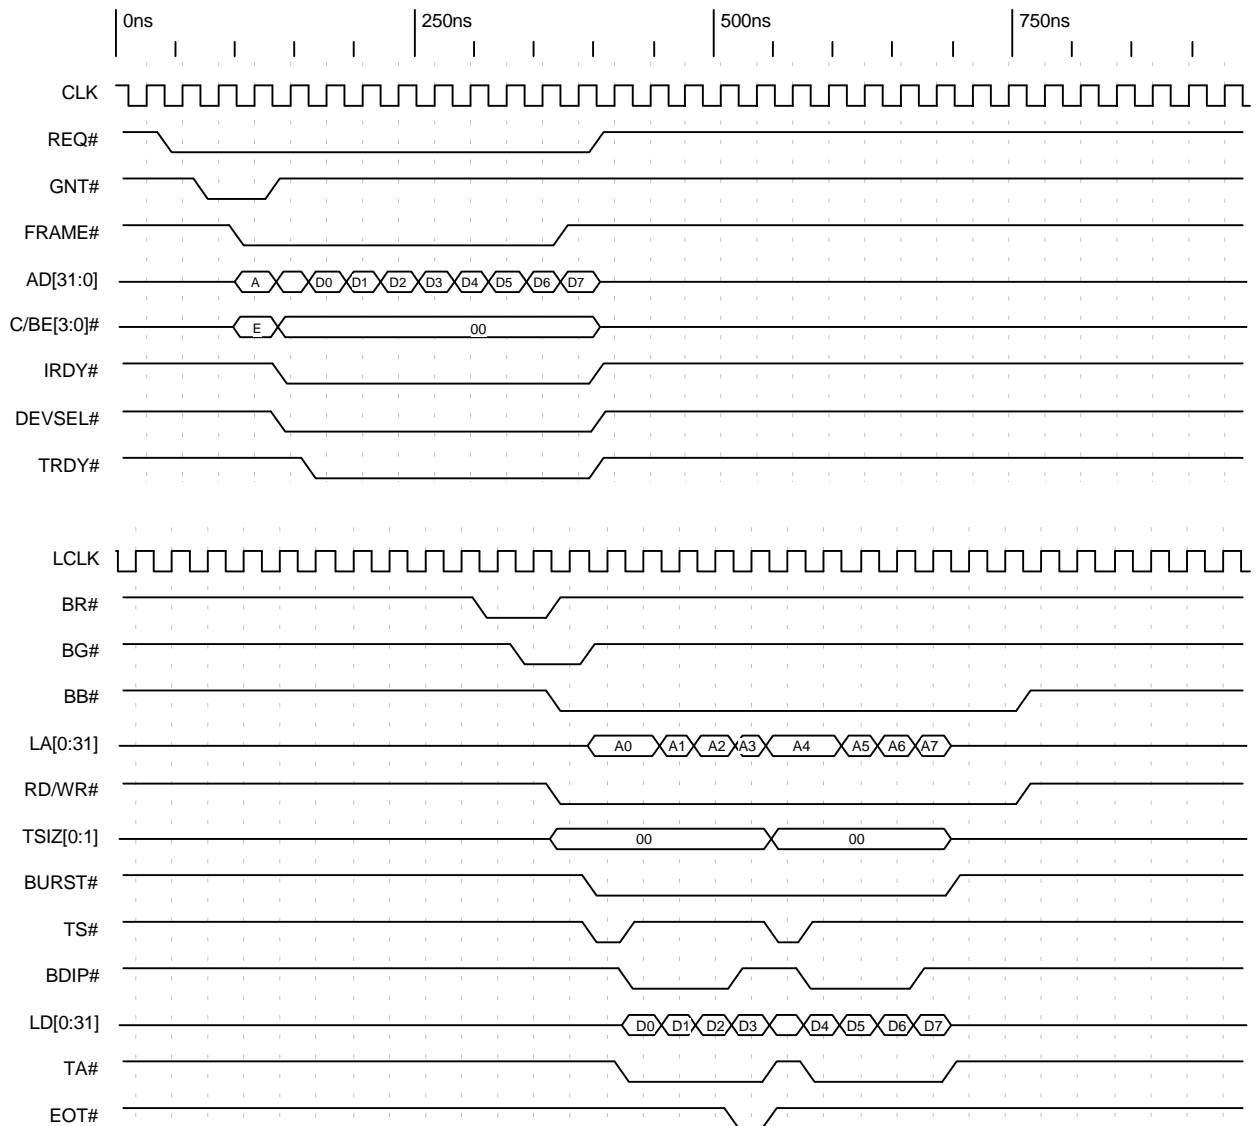 0ns 250ns 500ns 750ns
CLK
REQ#
GNT#
FRAME#
AD[31:0] A D0 D1 D2 D3 D4 D5 D6 D7
C/BE[3:0]# E 00
IRDY#
DEVSEL#
TRDY#
LCLK
BR#
BG#
BB#
LA[0:31] A0 A1 A2 A3 A4 A5 A6 A7
RD/WR#
TSIZ[0:1] 00 00
BURST#
TS#
BDIP#
LD[0:31] D0 D1 D2 D3 D4 D5 D6 D7
TA#
EOT#